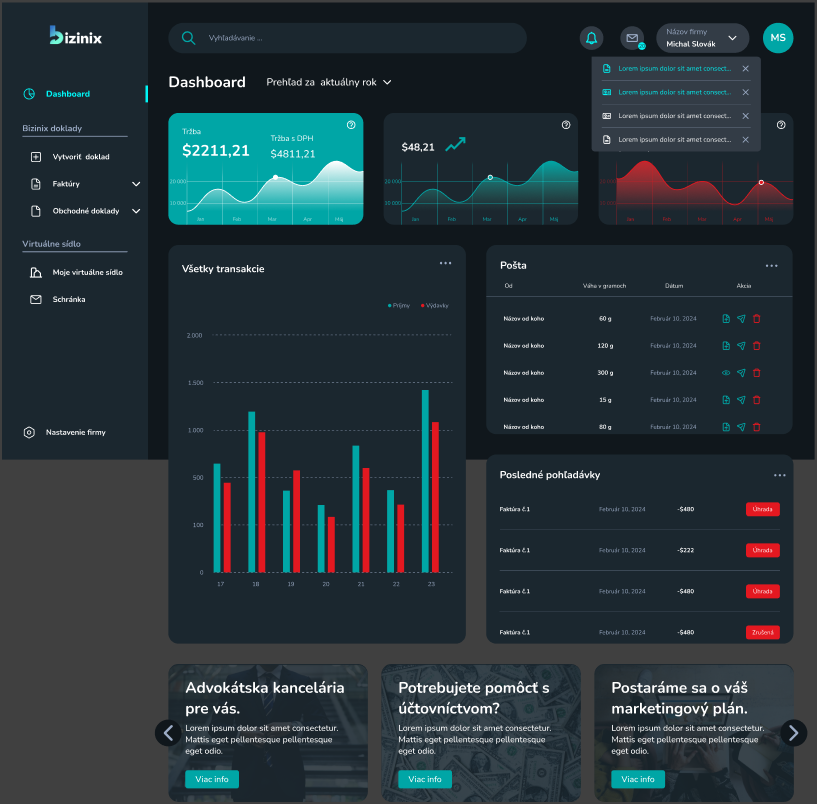 bizinix
Vyhľadávanie ...
20
Názov firmy
Michal Slovák
MS
Lorem ipsum dolor sit amet consect...
Lorem ipsum dolor sit amet consect...
Lorem ipsum dolor sit amet consect...
Lorem ipsum dolor sit amet consect...
Dashboard
Bizinix doklady
Vytvoriť doklad
Faktúry
Obchodné doklady
Virtuálne sídlo
Moje virtuálne sídlo
Schránka
Nastavenie firmy
Dashboard
Prehľad za aktuálny rok
Tržba
$2211,21
Tržba s DPH
$4811,21
20 000
10 000
Jan Feb Mar Apr Máj
$48,21
20 000
10 000
Jan Feb Mar Apr Máj
20 000
10 000
Jan Feb Mar Apr Máj
Všetky transakcie
Príjmy Výdavky
2.000
1.500
1.000
500
100
0
17 18 19 20 21 22 23
Pošta
Od Váha v gramoch Dátum Akcia
Názov od koho 60 g Február 10, 2024
Názov od koho 120 g Február 10, 2024
Názov od koho 300 g Február 10, 2024
Názov od koho 15 g Február 10, 2024
Názov od koho 80 g Február 10, 2024
Posledné pohľadávky
Faktúra č.1 Február 10, 2024 -$480 Úhrada
Faktúra č.1 Február 10, 2024 -$222 Úhrada
Faktúra č.1 Február 10, 2024 -$480 Úhrada
Faktúra č.1 Február 10, 2024 -$480 Zrušená
Advokátska kancelária
pre vás.
Lorem ipsum dolor sit amet consectetur.
Mattis eget pellentesque pellentesque
eget odio.
Viac info
Potrebujete pomôcť s
účtovníctvom?
Lorem ipsum dolor sit amet consectetur.
Mattis eget pellentesque pellentesque
eget odio.
Viac info
Postaráme sa o váš
marketingový plán.
Lorem ipsum dolor sit amet consectetur.
Mattis eget pellentesque pellentesque
eget odio.
Viac info